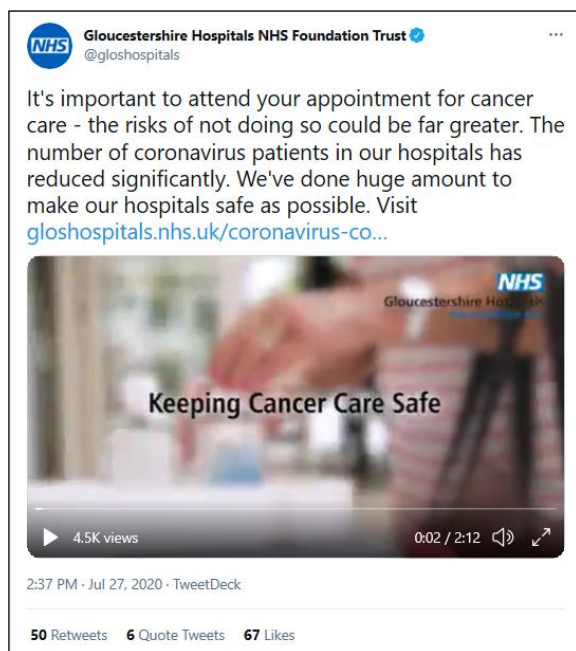 NHS
Gloucestershire Hospitals NHS Foundation Trust
@gloshospitals
It's important to attend your appointment for cancer
care - the risks of not doing so could be far greater. The
number of coronavirus patients in our hospitals has
reduced significantly. We've done huge amount to
make our hospitals safe as possible. Visit
gloshospitals.nhs.uk/coronavirus-co...
NHS
Gloucestershire Hospitals
Keeping Cancer Care Safe
4.5K views
0:02 / 2:12
2:37 PM · Jul 27, 2020 · TweetDeck
50 Retweets 6 Quote Tweets 67 Likes